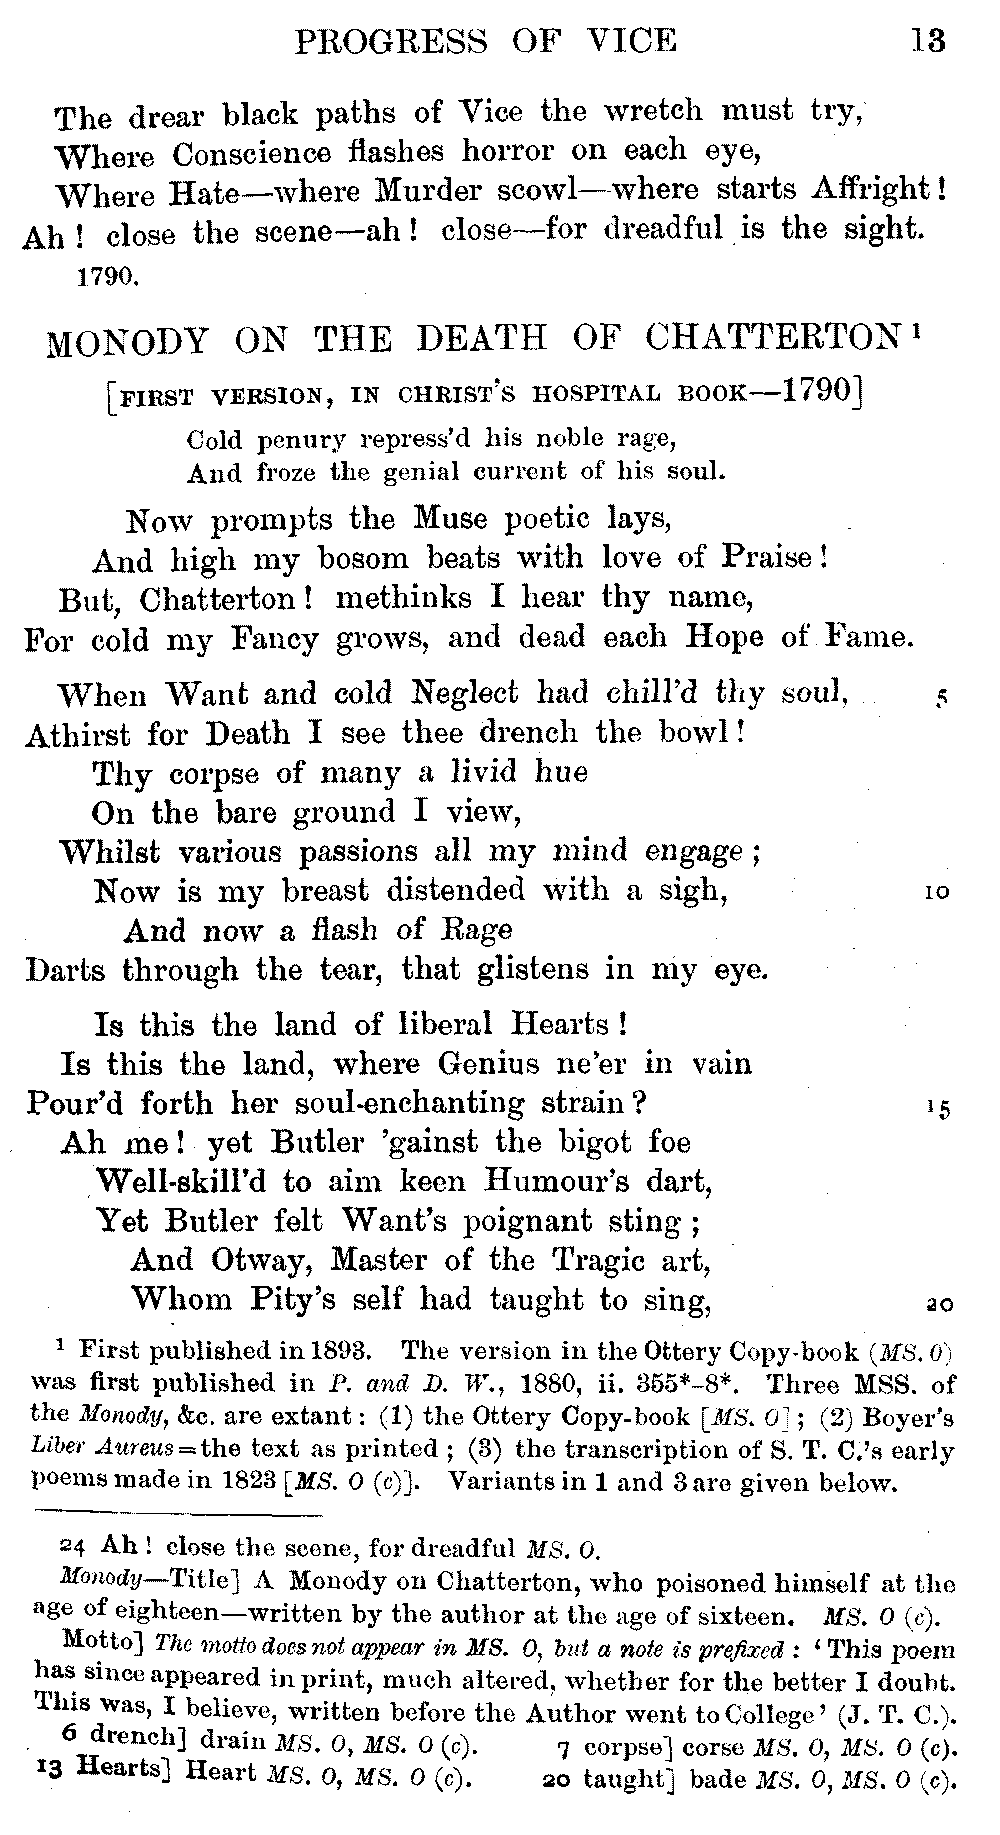 PROGRESS OF VICE 13
The drear black paths of Vice the wretch must try,
Where Conscience flashes horror on each eye,
Where Hate—where Murder scowl—where starts Affright!
Ah! close the scene—ah! close—for dreadful is the sight.
1790.
MONODY ON THE DEATH OF CHATTERTON¹
[FIRST VERSION, IN CHRIST'S HOSPITAL BOOK—1790]
Cold penury repress'd his noble rage,
And froze the genial current of his soul.
Now prompts the Muse poetic lays,
And high my bosom beats with love of Praise!
But, Chatterton! methinks I hear thy name,
For cold my Fancy grows, and dead each Hope of Fame.
When Want and cold Neglect had chill'd thy soul, 5
Athirst for Death I see thee drench the bowl!
Thy corpse of many a livid hue
On the bare ground I view,
Whilst various passions all my mind engage;
Now is my breast distended with a sigh, 10
And now a flash of Rage
Darts through the tear, that glistens in my eye.
Is this the land of liberal Hearts!
Is this the land, where Genius ne'er in vain
Pour'd forth her soul-enchanting strain? 15
Ah me! yet Butler 'gainst the bigot foe
Well-skill'd to aim keen Humour's dart,
Yet Butler felt Want's poignant sting;
And Otway, Master of the Tragic art,
Whom Pity's self had taught to sing, 20
¹ First published in 1893. The version in the Ottery Copy-book (MS. O)
was first published in P. and D. W., 1880, ii. 355*-8*. Three MSS. of
the Monody, &c. are extant: (1) the Ottery Copy-book [MS. O]; (2) Boyer's
Liber Aureus=the text as printed; (3) the transcription of S. T. C.'s early
poems made in 1823 [MS. O (c)]. Variants in 1 and 3 are given below.
24 Ah! close the scene, for dreadful MS. O.
Monody—Title] A Monody on Chatterton, who poisoned himself at the
age of eighteen—written by the author at the age of sixteen. MS. O (c).
Motto] The motto does not appear in MS. O, but a note is prefixed: 'This poem
has since appeared in print, much altered, whether for the better I doubt.
This was, I believe, written before the Author went to College' (J. T. C.).
6 drench] drain MS. O, MS. O (c). 7 corpse] corse MS. O, MS. O (c).
13 Hearts] Heart MS. O, MS. O (c). 20 taught] bade MS. O, MS. O (c).